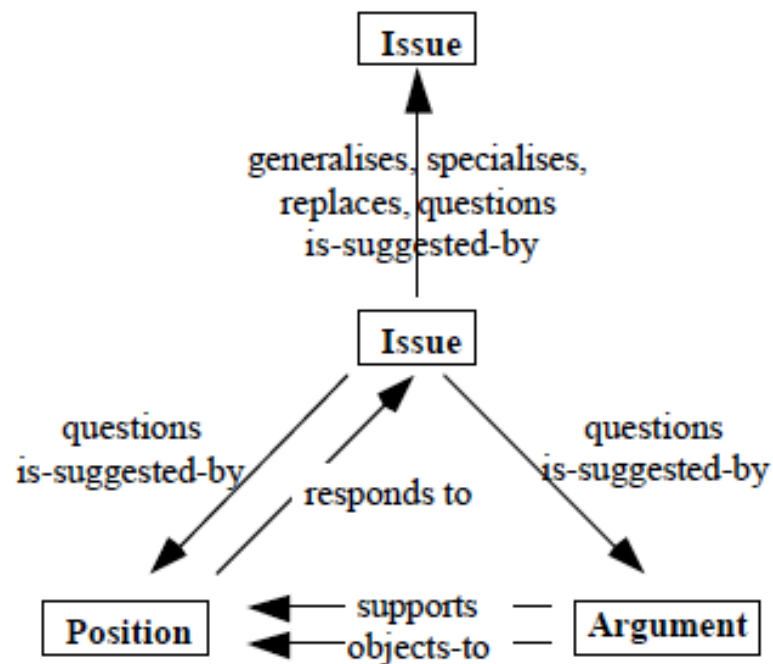 Issue
generalises, specialises,
replaces, questions
is-suggested-by
Issue
questions
is-suggested-by
questions
is-suggested-by
responds to
Position
supports
objects-to
Argument